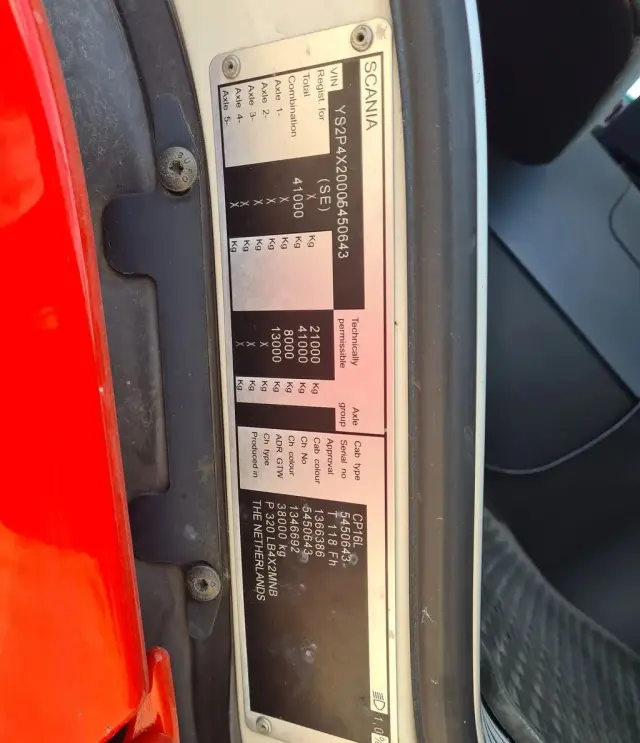 SCANIA
VIN YS2P4X20005450643
Regist. for (SE) Technically permissible Axle group
Total X Kg 21000 Kg
Combination 41000 Kg 41000 Kg
Axle 1- X Kg 8000 Kg
Axle 2- X Kg 13000 Kg
Axle 3- X Kg X Kg
Axle 4- X Kg X Kg
Axle 5- X Kg X Kg
Cab type CP16L
Serial no 5450643
Approval T 118 Fh
Cab colour 1366386
Ch No 5450643
Ch colour 1346692
ADR GTW 38000 kg
Ch type P 320 LB4X2MNB
Produced in THE NETHERLANDS
1,0%